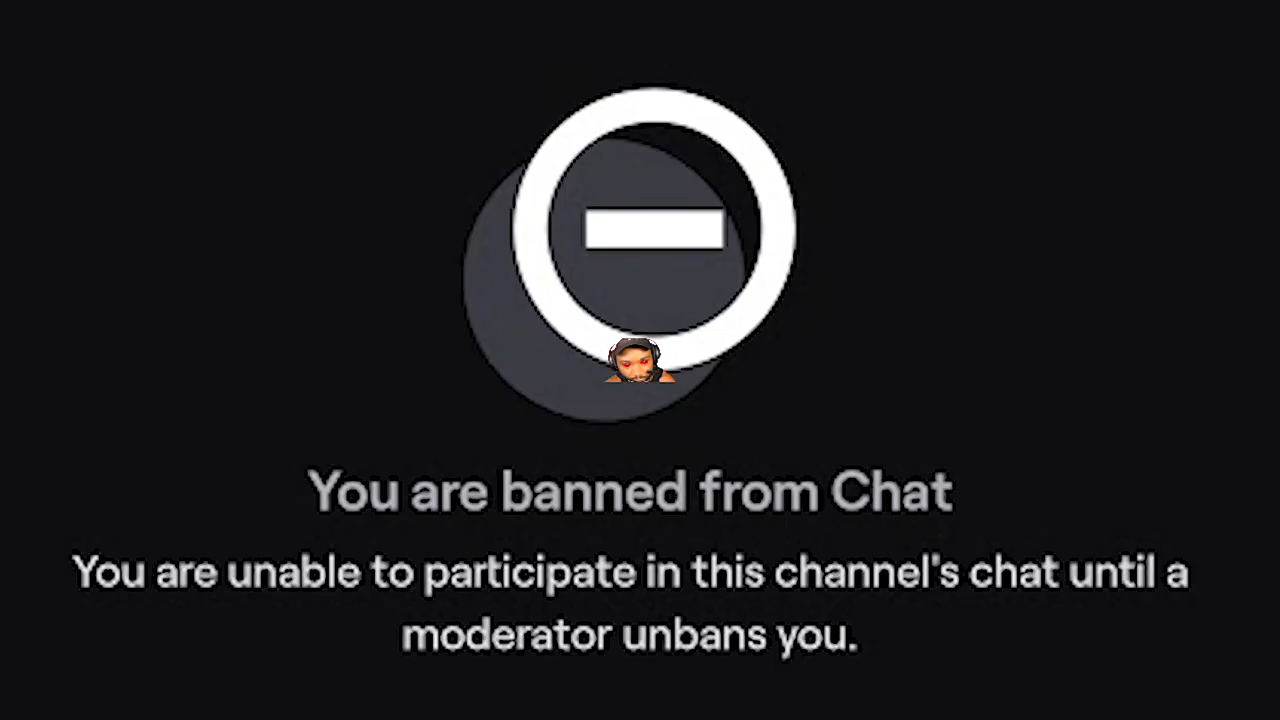 You are banned from Chat
You are unable to participate in this channel's chat until a
moderator unbans you.